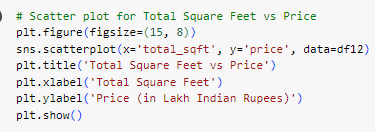 # Scatter plot for Total Square Feet vs Price
plt.figure(figsize=(15, 8))
sns.scatterplot(x='total_sqft', y='price', data=df12)
plt.title('Total Square Feet vs Price')
plt.xlabel('Total Square Feet')
plt.ylabel('Price (in Lakh Indian Rupees)')
plt.show()